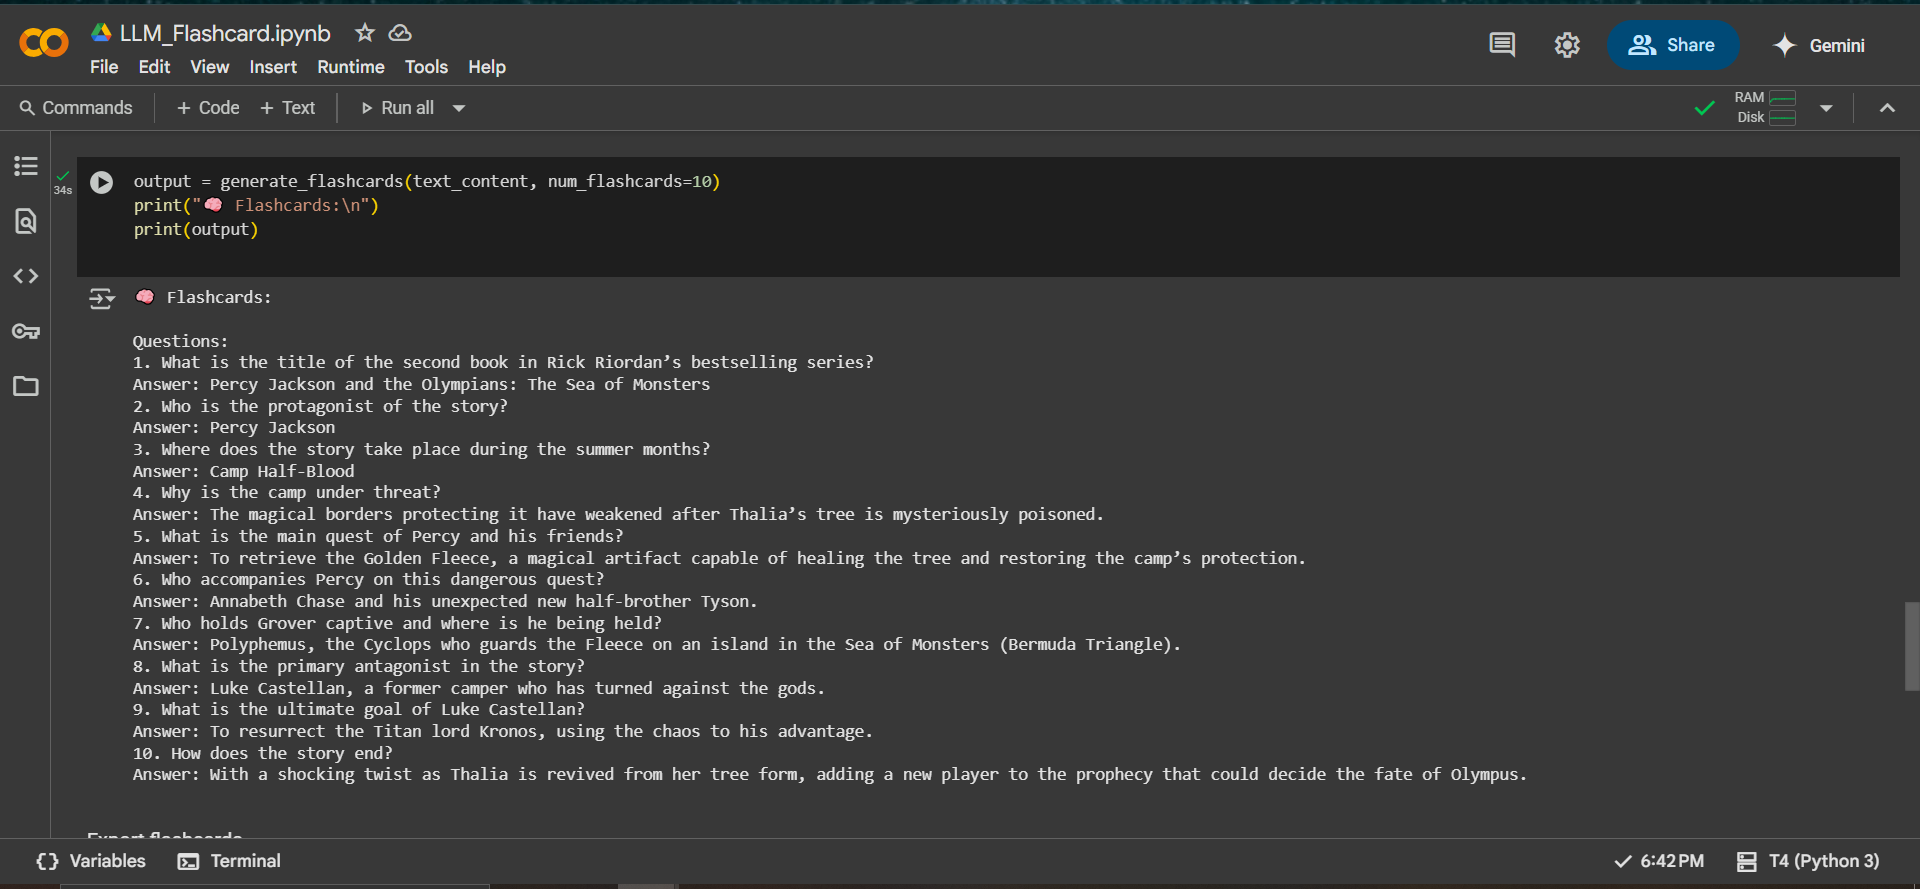 LLM_Flashcard.ipynb
File Edit View Insert Runtime Tools Help
Share
Gemini
Commands + Code + Text Run all
RAM
Disk
34s
output = generate_flashcards(text_content, num_flashcards=10)
print("🧠 Flashcards:\n")
print(output)
🧠 Flashcards:
Questions:
1. What is the title of the second book in Rick Riordan’s bestselling series?
Answer: Percy Jackson and the Olympians: The Sea of Monsters
2. Who is the protagonist of the story?
Answer: Percy Jackson
3. Where does the story take place during the summer months?
Answer: Camp Half-Blood
4. Why is the camp under threat?
Answer: The magical borders protecting it have weakened after Thalia’s tree is mysteriously poisoned.
5. What is the main quest of Percy and his friends?
Answer: To retrieve the Golden Fleece, a magical artifact capable of healing the tree and restoring the camp’s protection.
6. Who accompanies Percy on this dangerous quest?
Answer: Annabeth Chase and his unexpected new half-brother Tyson.
7. Who holds Grover captive and where is he being held?
Answer: Polyphemus, the Cyclops who guards the Fleece on an island in the Sea of Monsters (Bermuda Triangle).
8. What is the primary antagonist in the story?
Answer: Luke Castellan, a former camper who has turned against the gods.
9. What is the ultimate goal of Luke Castellan?
Answer: To resurrect the Titan lord Kronos, using the chaos to his advantage.
10. How does the story end?
Answer: With a shocking twist as Thalia is revived from her tree form, adding a new player to the prophecy that could decide the fate of Olympus.
Export flashcards
Variables Terminal
6:42 PM T4 (Python 3)